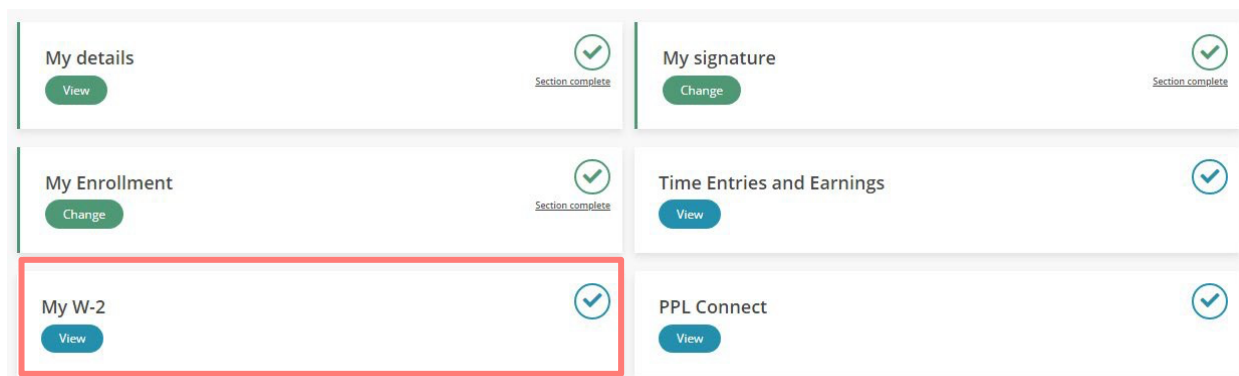 My details
View
Section complete
My signature
Change
Section complete
My Enrollment
Change
Section complete
Time Entries and Earnings
View
My W-2
View
PPL Connect
View